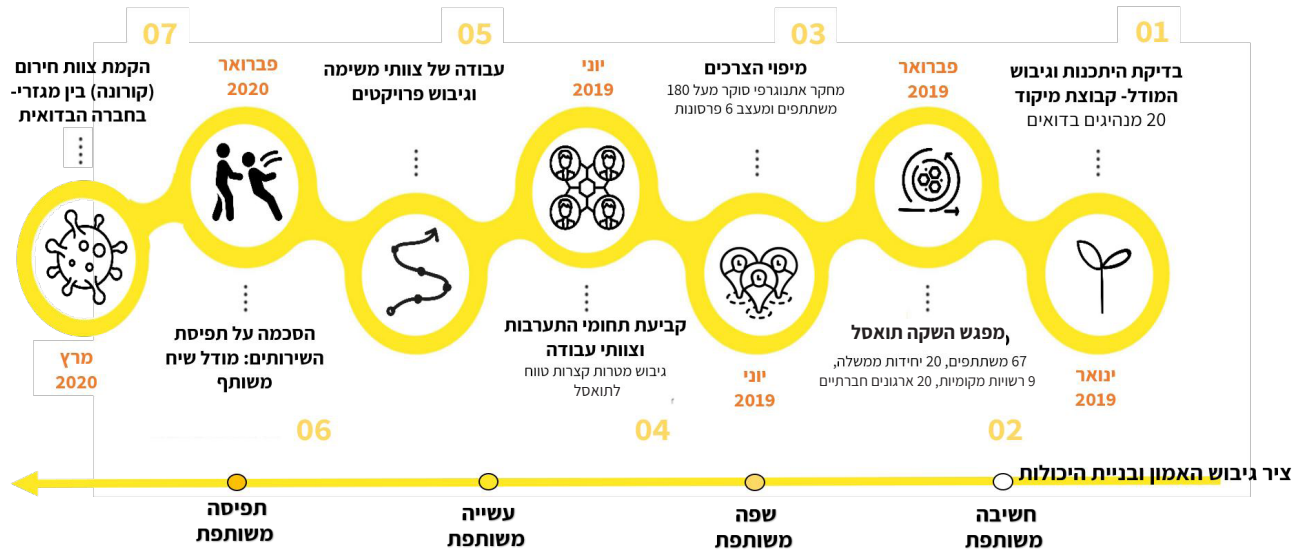 01
בדיקת היתכנות וגיבוש
המודל- קבוצת מיקוד
20 מנהיגים בדואים
ינואר
2019
פברואר
2019
מפגש השקה תואסל
67 משתתפים, 20 יחידות ממשלה,
9 רשויות מקומיות, 20 ארגונים חברתיים
02
03
מיפוי הצרכים
מחקר אתנוגרפי סוקר מעל 180
משתתפים ומעצב 6 פרסונות
יוני
2019
יוני
2019
קביעת תחומי התערבות
וצוותי עבודה
גיבוש מטרות קצרות טווח
לתואסל
04
05
עבודה של צוותי משימה
וגיבוש פרויקטים
פברואר
2020
הסכמה על תפיסת
השירותים: מודל שיח
משותף
06
07
הקמת צוות חירום
(קורונה) בין מגזרי-
בחברה הבדואית
מרץ
2020
ציר גיבוש האמון ובניית היכולות
חשיבה
משותפת
שפה
משותפת
עשייה
משותפת
תפיסה
משותפת